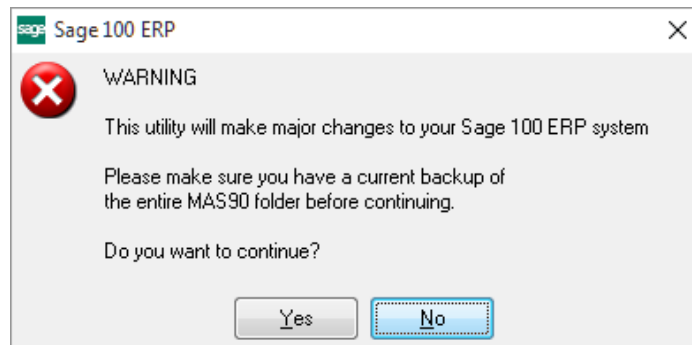 sage Sage 100 ERP
WARNING
This utility will make major changes to your Sage 100 ERP system
Please make sure you have a current backup of
the entire MAS90 folder before continuing.
Do you want to continue?
Yes No